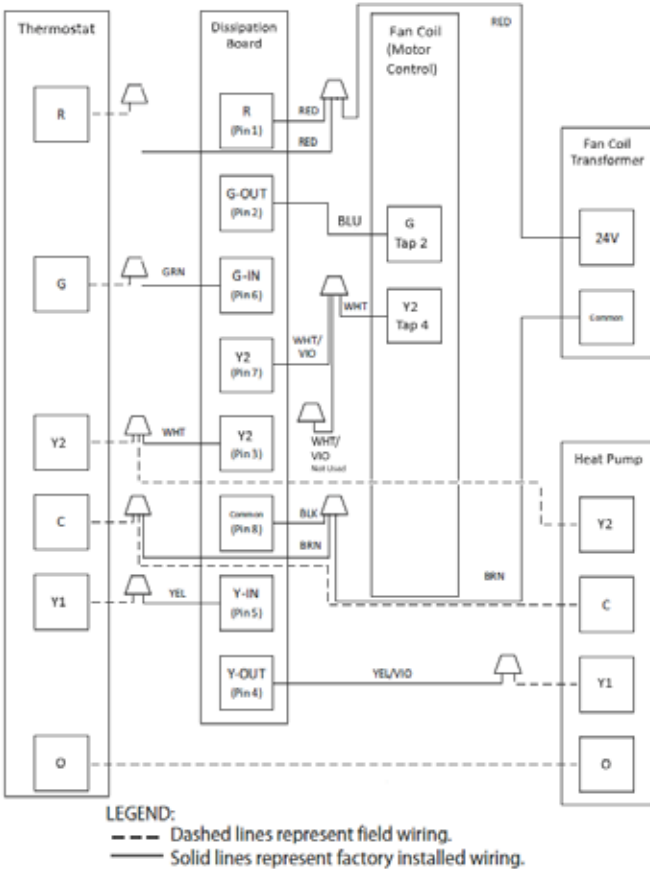 Thermostat
R
G
Y2
C
Y1
O
Dissipation
Board
R
(Pin 1)
G-OUT
(Pin 2)
G-IN
(Pin 6)
Y2
(Pin 7)
Y2
(Pin 3)
Common
(Pin 8)
Y-IN
(Pin 5)
Y-OUT
(Pin 4)
RED
RED
BLU
GRN
WHT/
VIO
WHT
WHT/
VIO
Not Used
WHT
BLK
BRN
YEL
YEL/VIO
Fan Coil
(Motor
Control)
G
Tap 2
Y2
Tap 4
RED
BRN
Fan Coil
Transformer
24V
Common
Heat Pump
Y2
C
Y1
O
LEGEND:
Dashed lines represent field wiring.
Solid lines represent factory installed wiring.